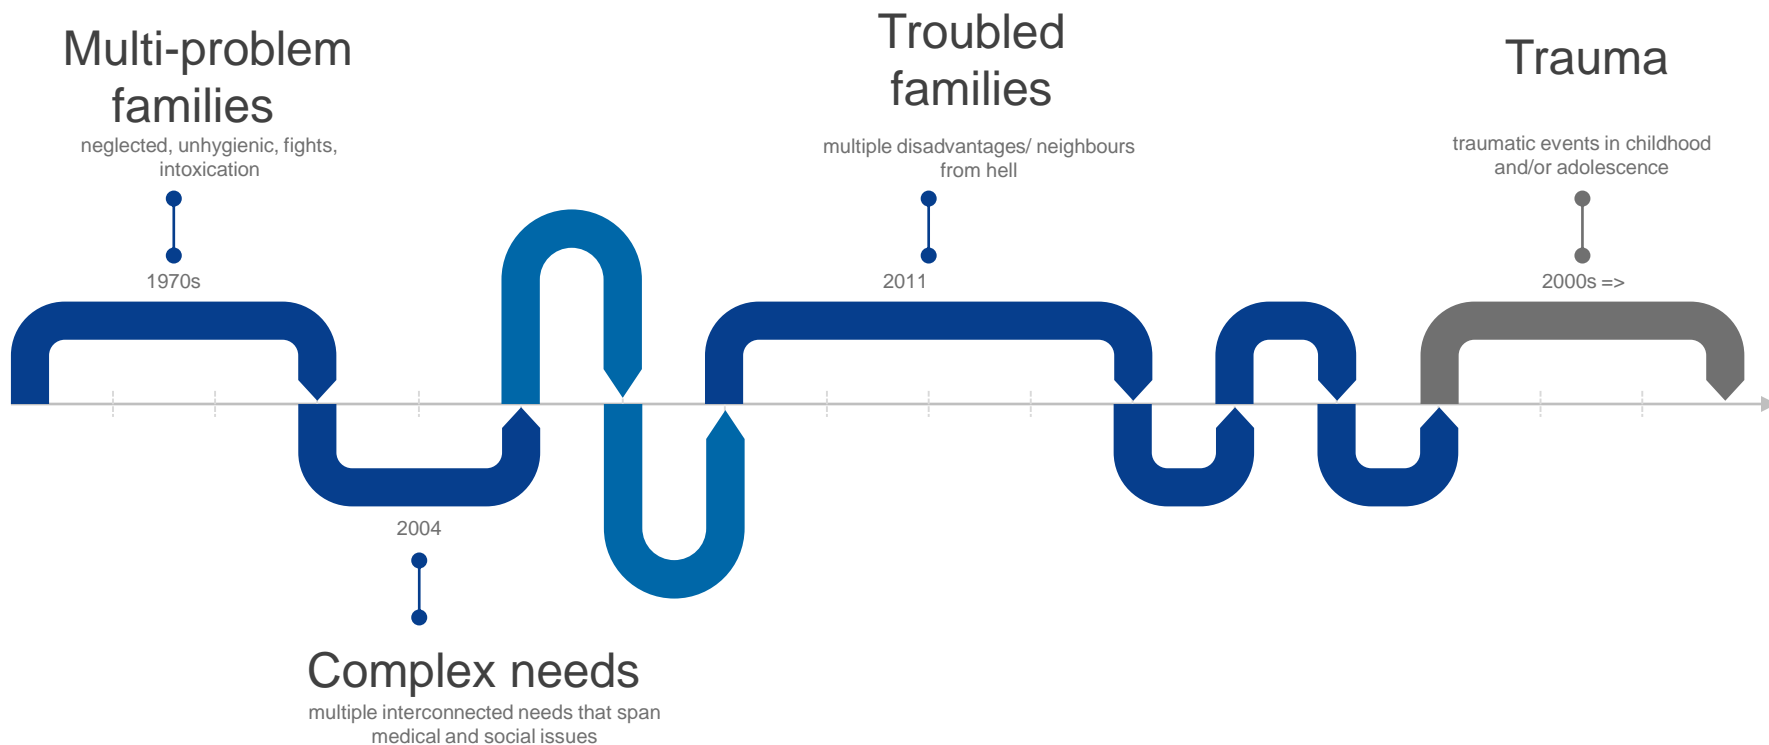 Multi-problem
families
neglected, unhygienic, fights,
intoxication
1970s
2004
Complex needs
multiple interconnected needs that span
medical and social issues
Troubled
families
multiple disadvantages/ neighbours
from hell
2011
Trauma
traumatic events in childhood
and/or adolescence
2000s =>